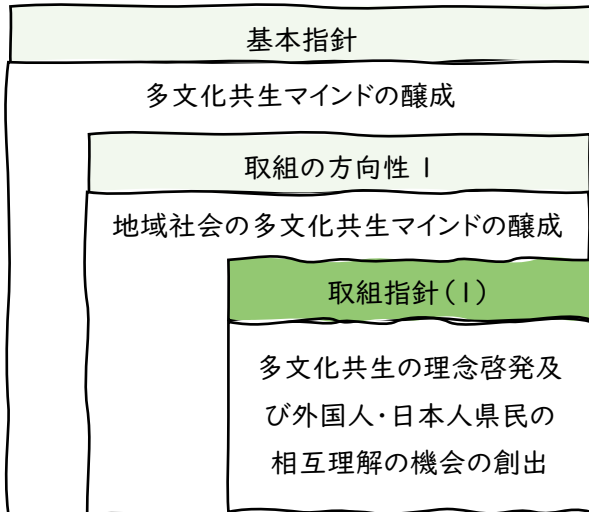 基本指針
多文化共生マインドの醸成
取組の方向性 1
地域社会の多文化共生マインドの醸成
取組指針(1)
多文化共生の理念啓発及
び外国人・日本人県民の
相互理解の機会の創出